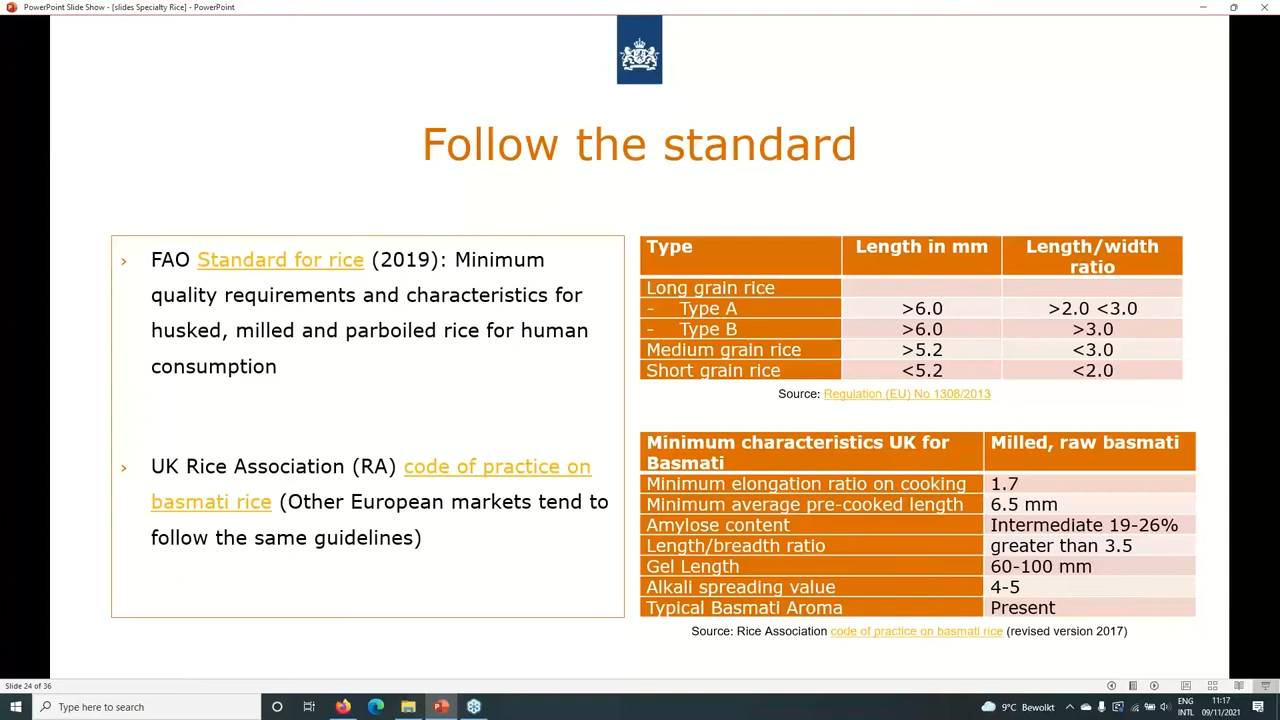 PowerPoint Slide Show - [slides Specialty Rice] - PowerPoint
Follow the standard
› FAO Standard for rice (2019): Minimum
quality requirements and characteristics for
husked, milled and parboiled rice for human
consumption
› UK Rice Association (RA) code of practice on
basmati rice (Other European markets tend to
follow the same guidelines)
Type Length in mm Length/width
ratio
Long grain rice
- Type A >6.0 >2.0 <3.0
- Type B >6.0 >3.0
Medium grain rice >5.2 <3.0
Short grain rice <5.2 <2.0
Source: Regulation (EU) No 1308/2013
Minimum characteristics UK for Milled, raw basmati
Basmati
Minimum elongation ratio on cooking 1.7
Minimum average pre-cooked length 6.5 mm
Amylose content Intermediate 19-26%
Length/breadth ratio greater than 3.5
Gel Length 60-100 mm
Alkali spreading value 4-5
Typical Basmati Aroma Present
Source: Rice Association code of practice on basmati rice (revised version 2017)
Slide 24 of 36
Type here to search
9°C Bewolkt
ENG
INTL
11:17
09/11/2021